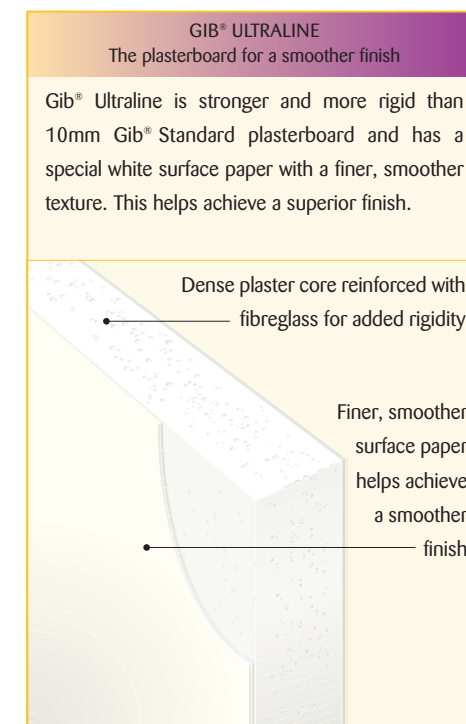 GIB® ULTRALINE
The plasterboard for a smoother finish
Gib® Ultraline is stronger and more rigid than
10mm Gib® Standard plasterboard and has a
special white surface paper with a finer, smoother
texture. This helps achieve a superior finish.
Dense plaster core reinforced with
fibreglass for added rigidity
Finer, smoother
surface paper
helps achieve
a smoother
finish